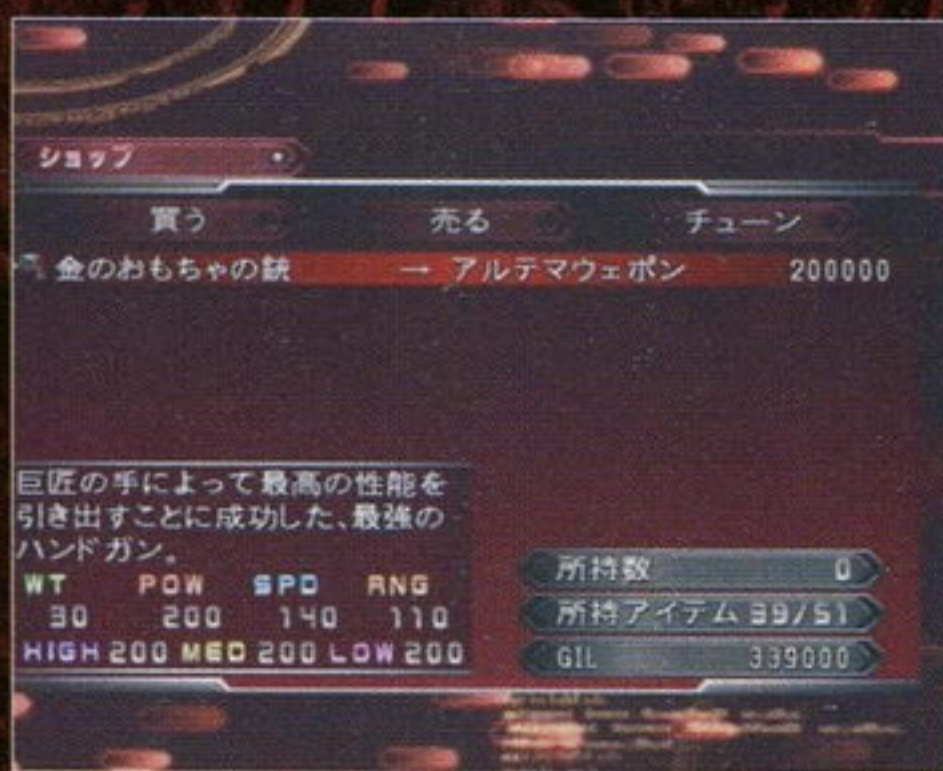 ショップ
買う 売る チューン
金のおもちゃの銃 → アルテマウェポン 200000
巨匠の手によって最高の性能を
引き出すことに成功した、最強の
ハンドガン。
WT POW SPD RNG
30 200 140 110
HIGH 200 MED 200 LOW 200
所持数 0
所持アイテム 39/51
GIL 339000